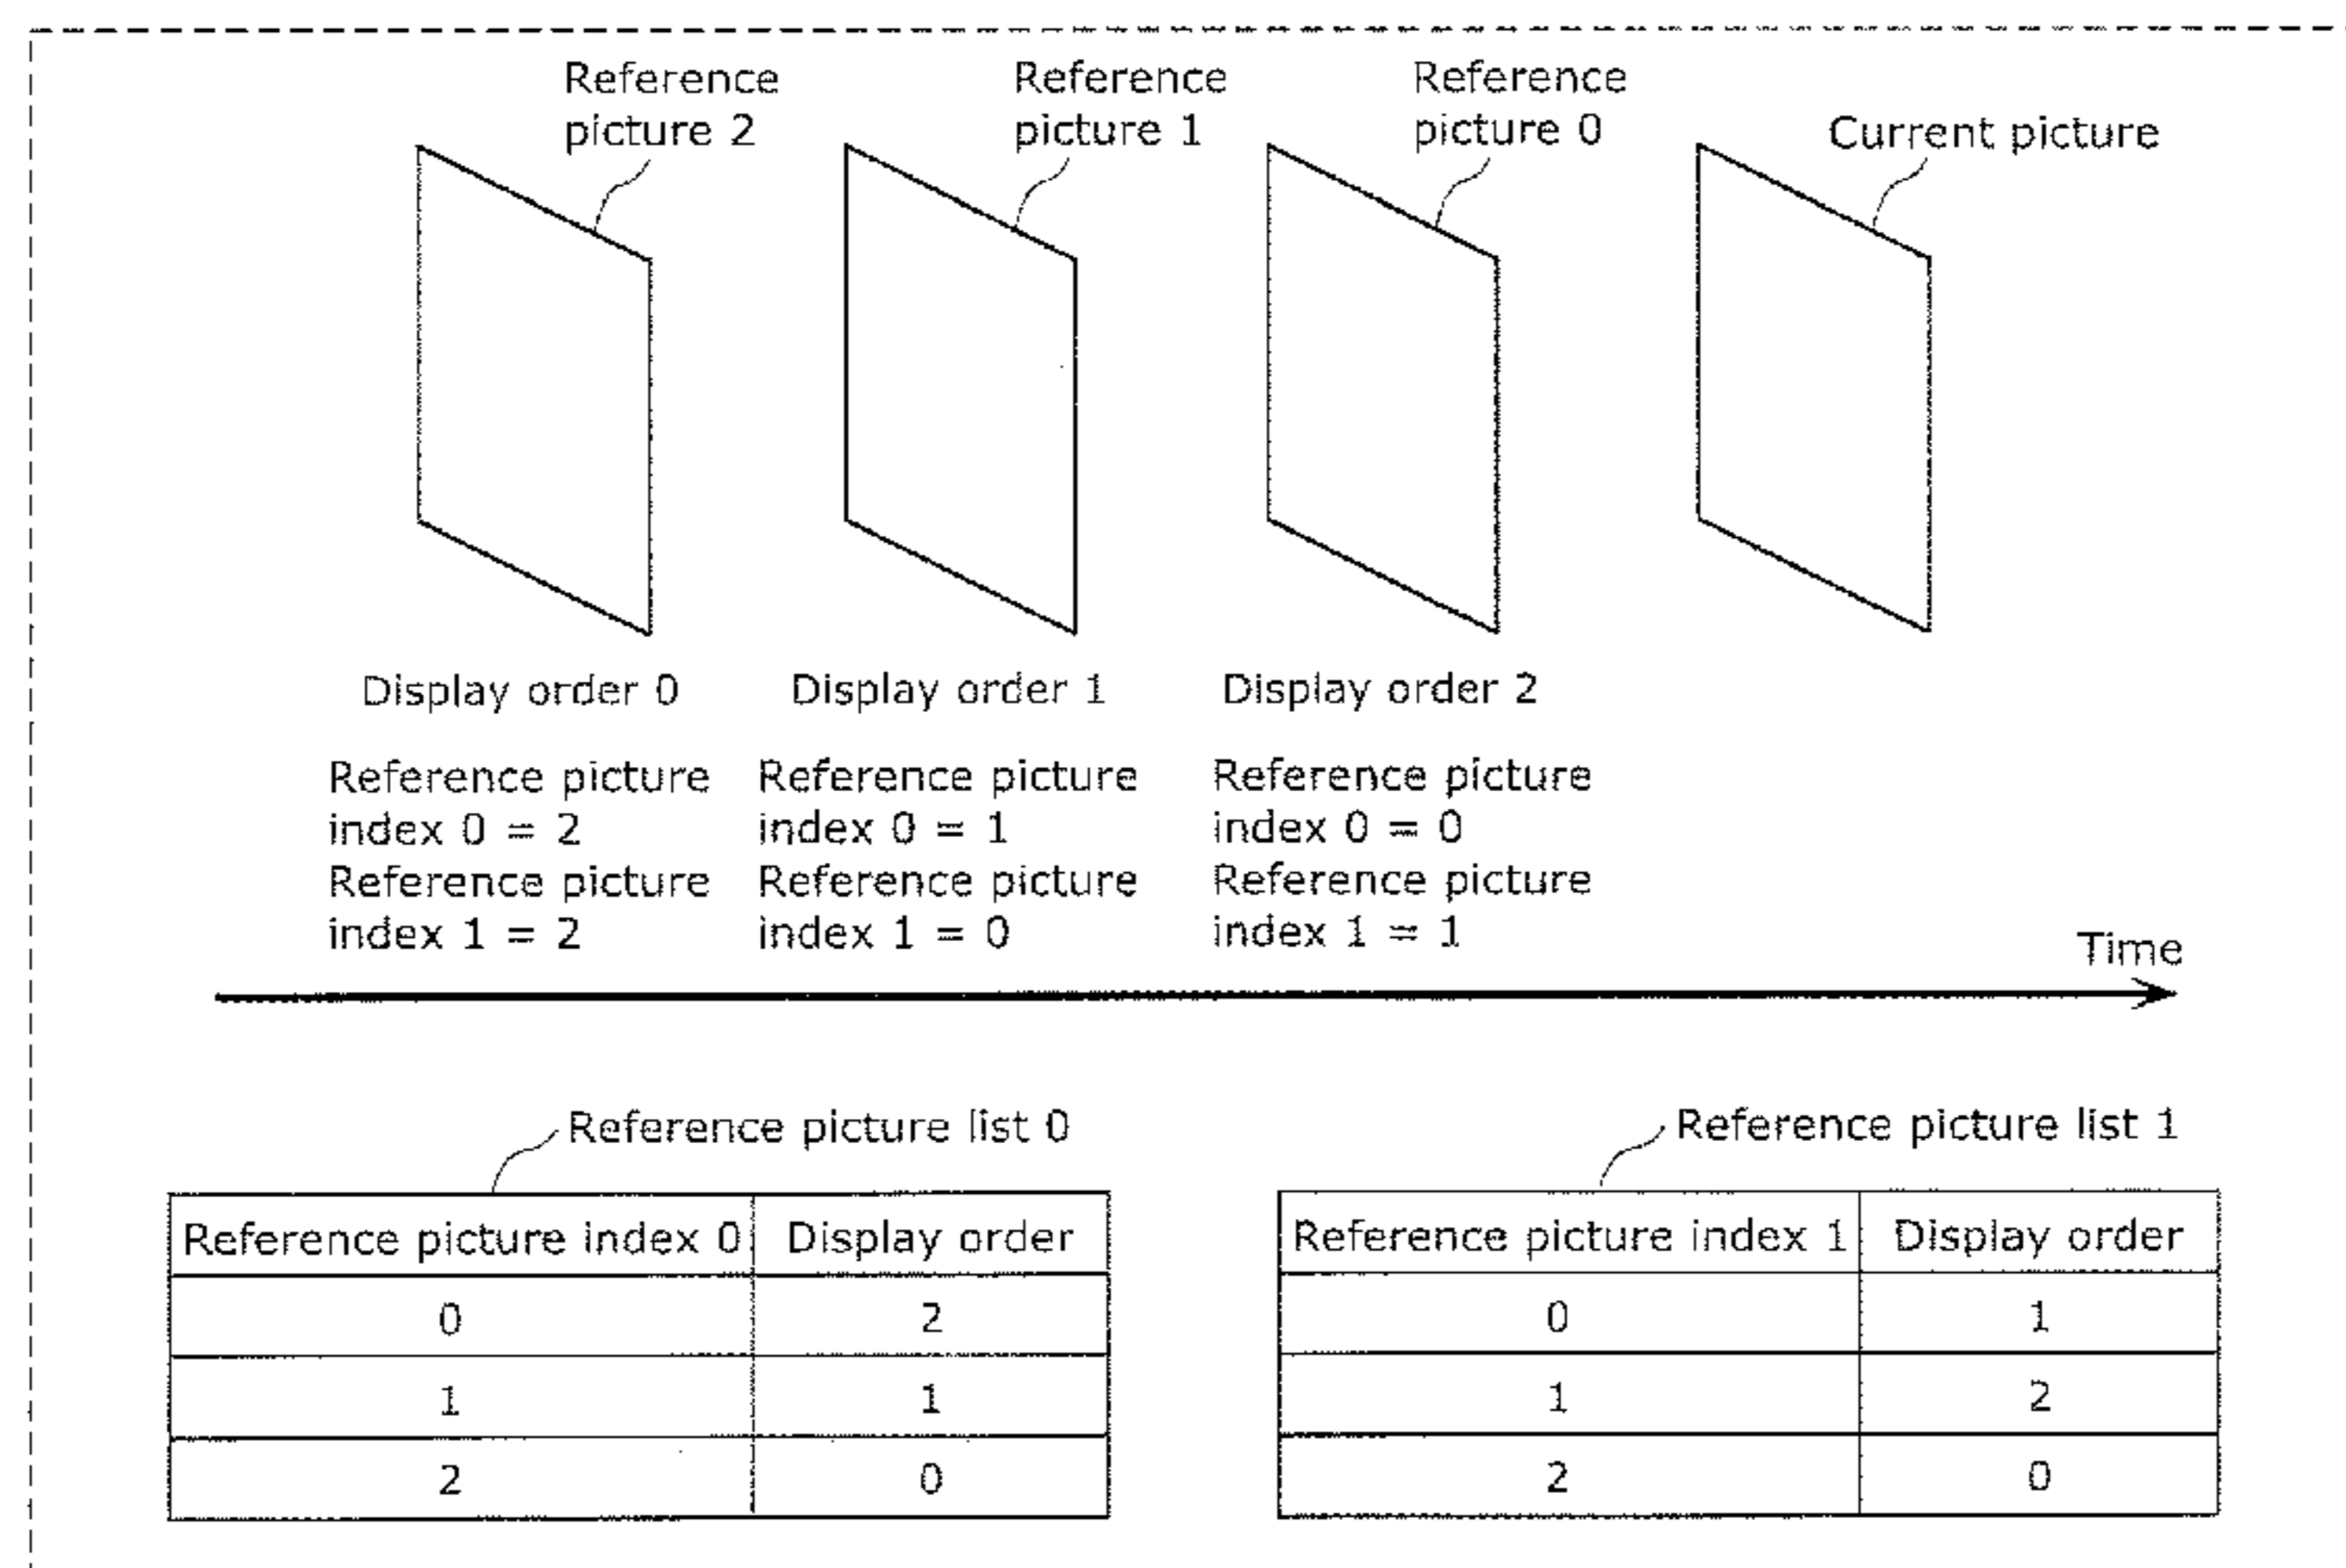 Reference
picture 2
Reference
picture 1
Reference
picture 0
Current picture
Display order 0
Display order 1
Display order 2
Reference picture
index 0 = 2
Reference picture
index 1 = 2
Reference picture
index 0 = 1
Reference picture
index 1 = 0
Reference picture
index 0 = 0
Reference picture
index 1 = 1
Time
Reference picture list 0
Reference picture index 0 Display order
0 2
1 1
2 0
Reference picture list 1
Reference picture index 1 Display order
0 1
1 2
2 0